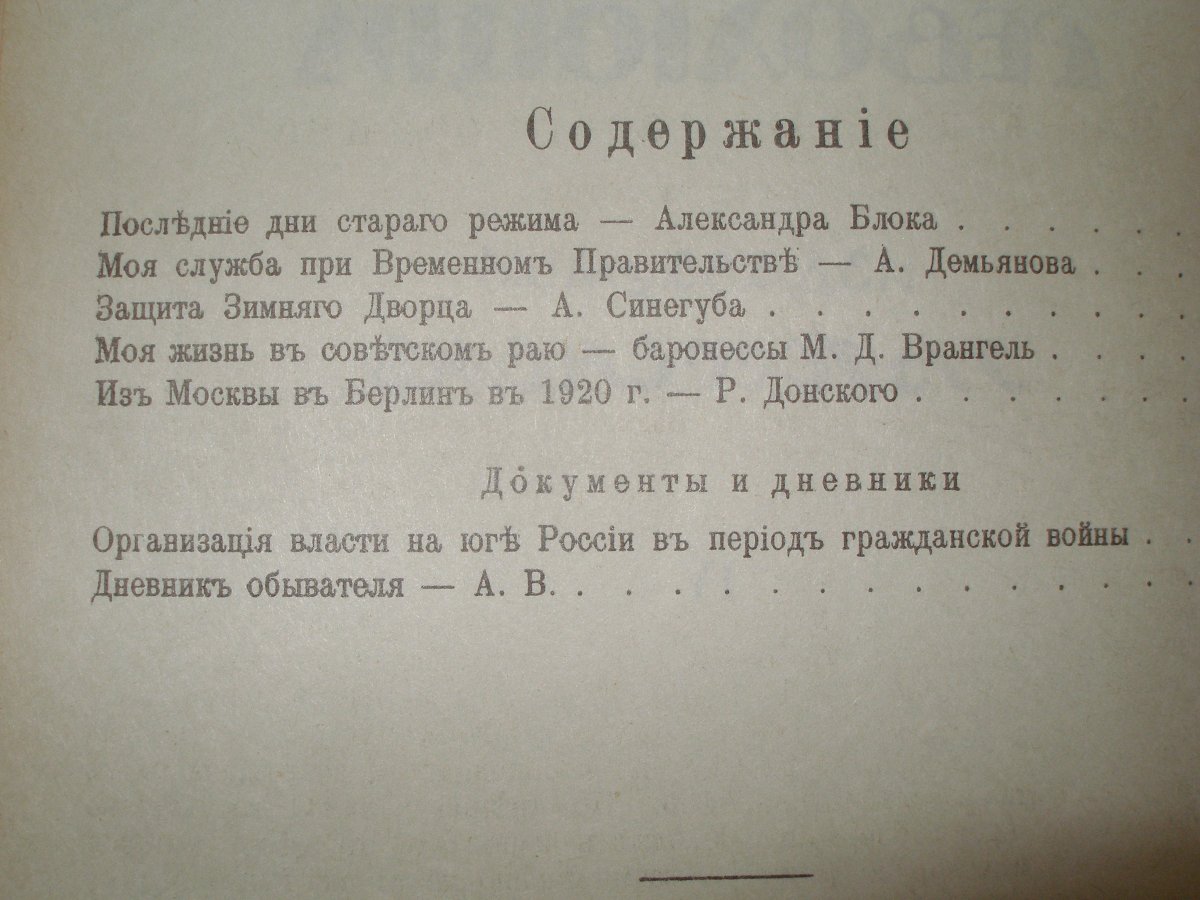 Содержаніе
Послѣдніе дни стараго режима — Александра Блока . . . . . .
Моя служба при Временномъ Правительствѣ — А. Демьянова . . .
Защита Зимняго Дворца — А. Синегуба . . . . . . . . . .
Моя жизнь въ совѣтскомъ раю — баронессы М. Д. Врангель . . . .
Изъ Москвы въ Берлинъ въ 1920 г. — Р. Донского . . . . . . .
Документы и дневники
Организація власти на югѣ Россіи въ періодъ гражданской войны . .
Дневникъ обывателя — А. В. . . . . . . . . . . . . .